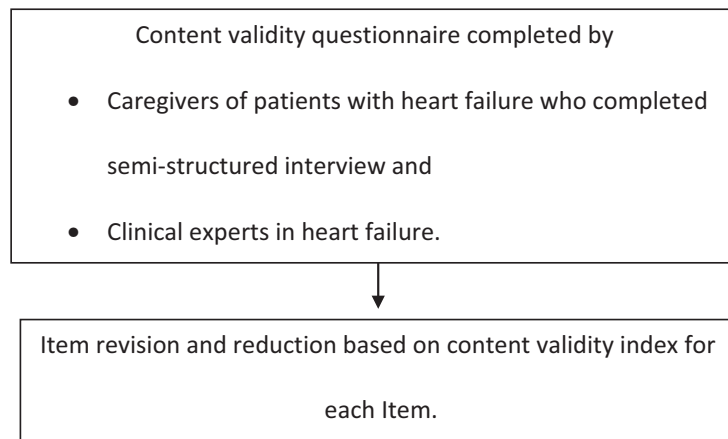 Content validity questionnaire completed by
• Caregivers of patients with heart failure who completed
semi-structured interview and
• Clinical experts in heart failure.
Item revision and reduction based on content validity index for
each Item.